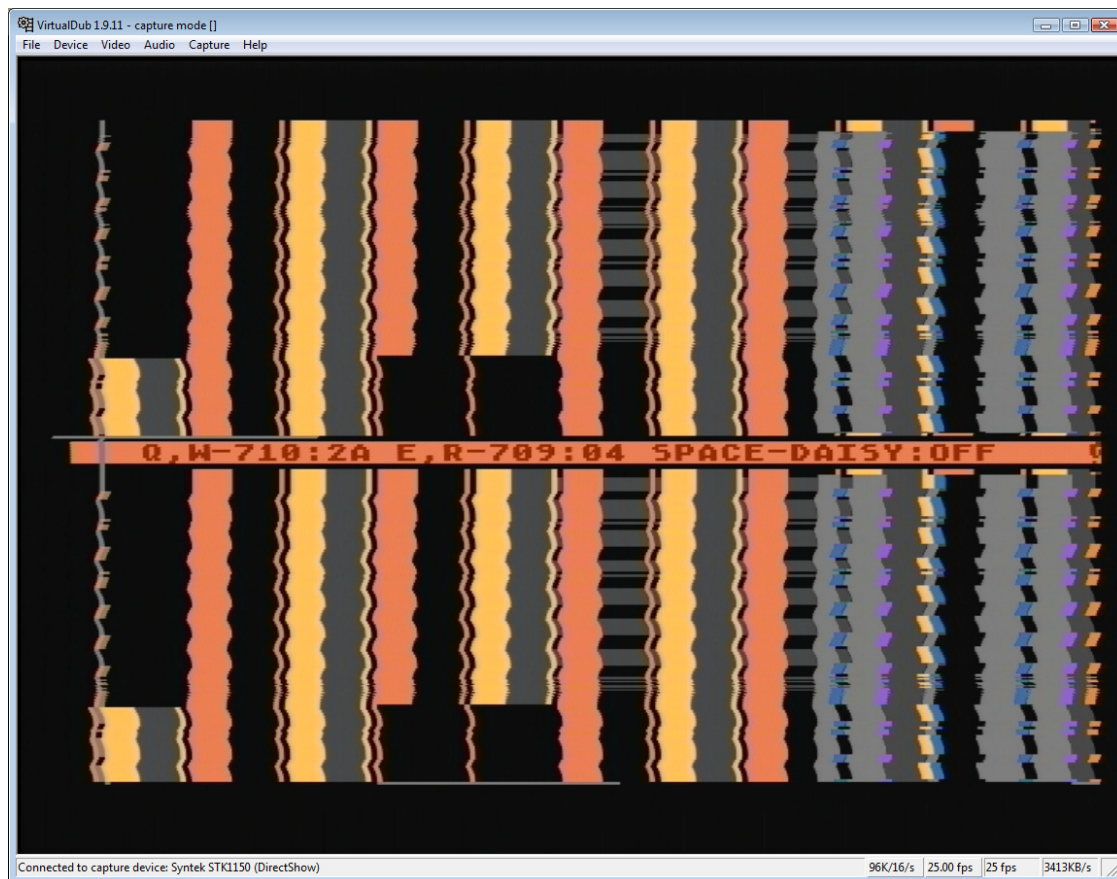 VirtualDub 1.9.11 - capture mode []
File Device Video Audio Capture Help
Q,W-710:2A E,R-709:04 SPACE-DAISY:OFF
Connected to capture device: Syntek STK1150 (DirectShow) 96K/16/s 25.00 fps 25 fps 3413KB/s